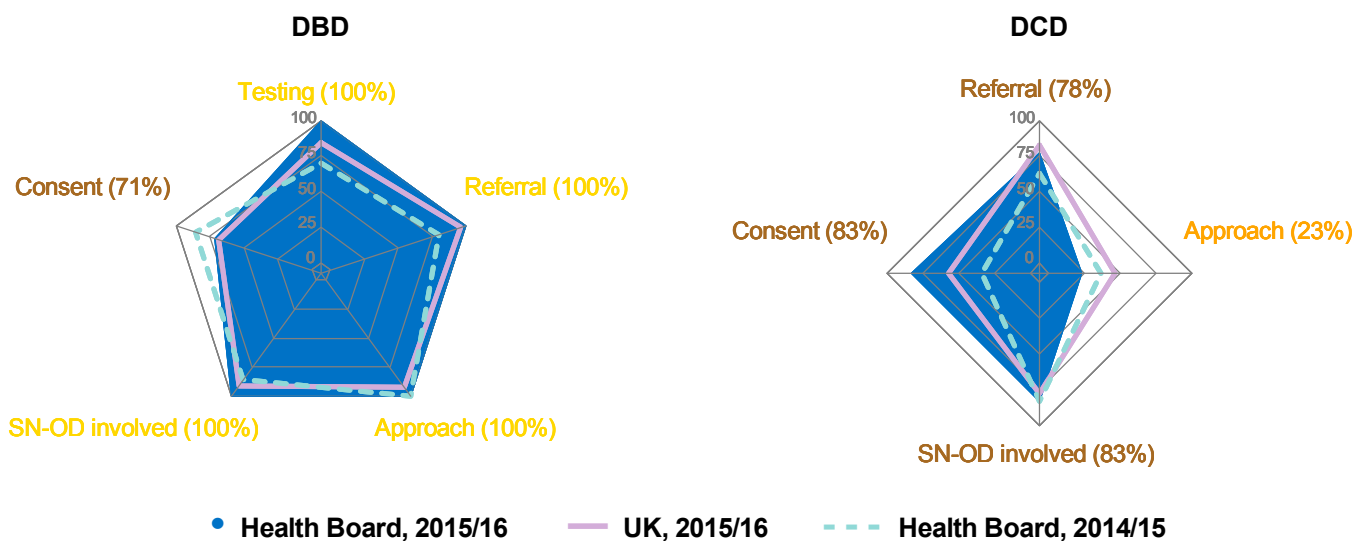 DBD
Testing (100%)
100
75
50
25
0
Consent (71%)
Referral (100%)
SN-OD involved (100%)
Approach (100%)
DCD
Referral (78%)
100
75
50
25
0
Consent (83%)
Approach (23%)
SN-OD involved (83%)
Health Board, 2015/16
UK, 2015/16
Health Board, 2014/15